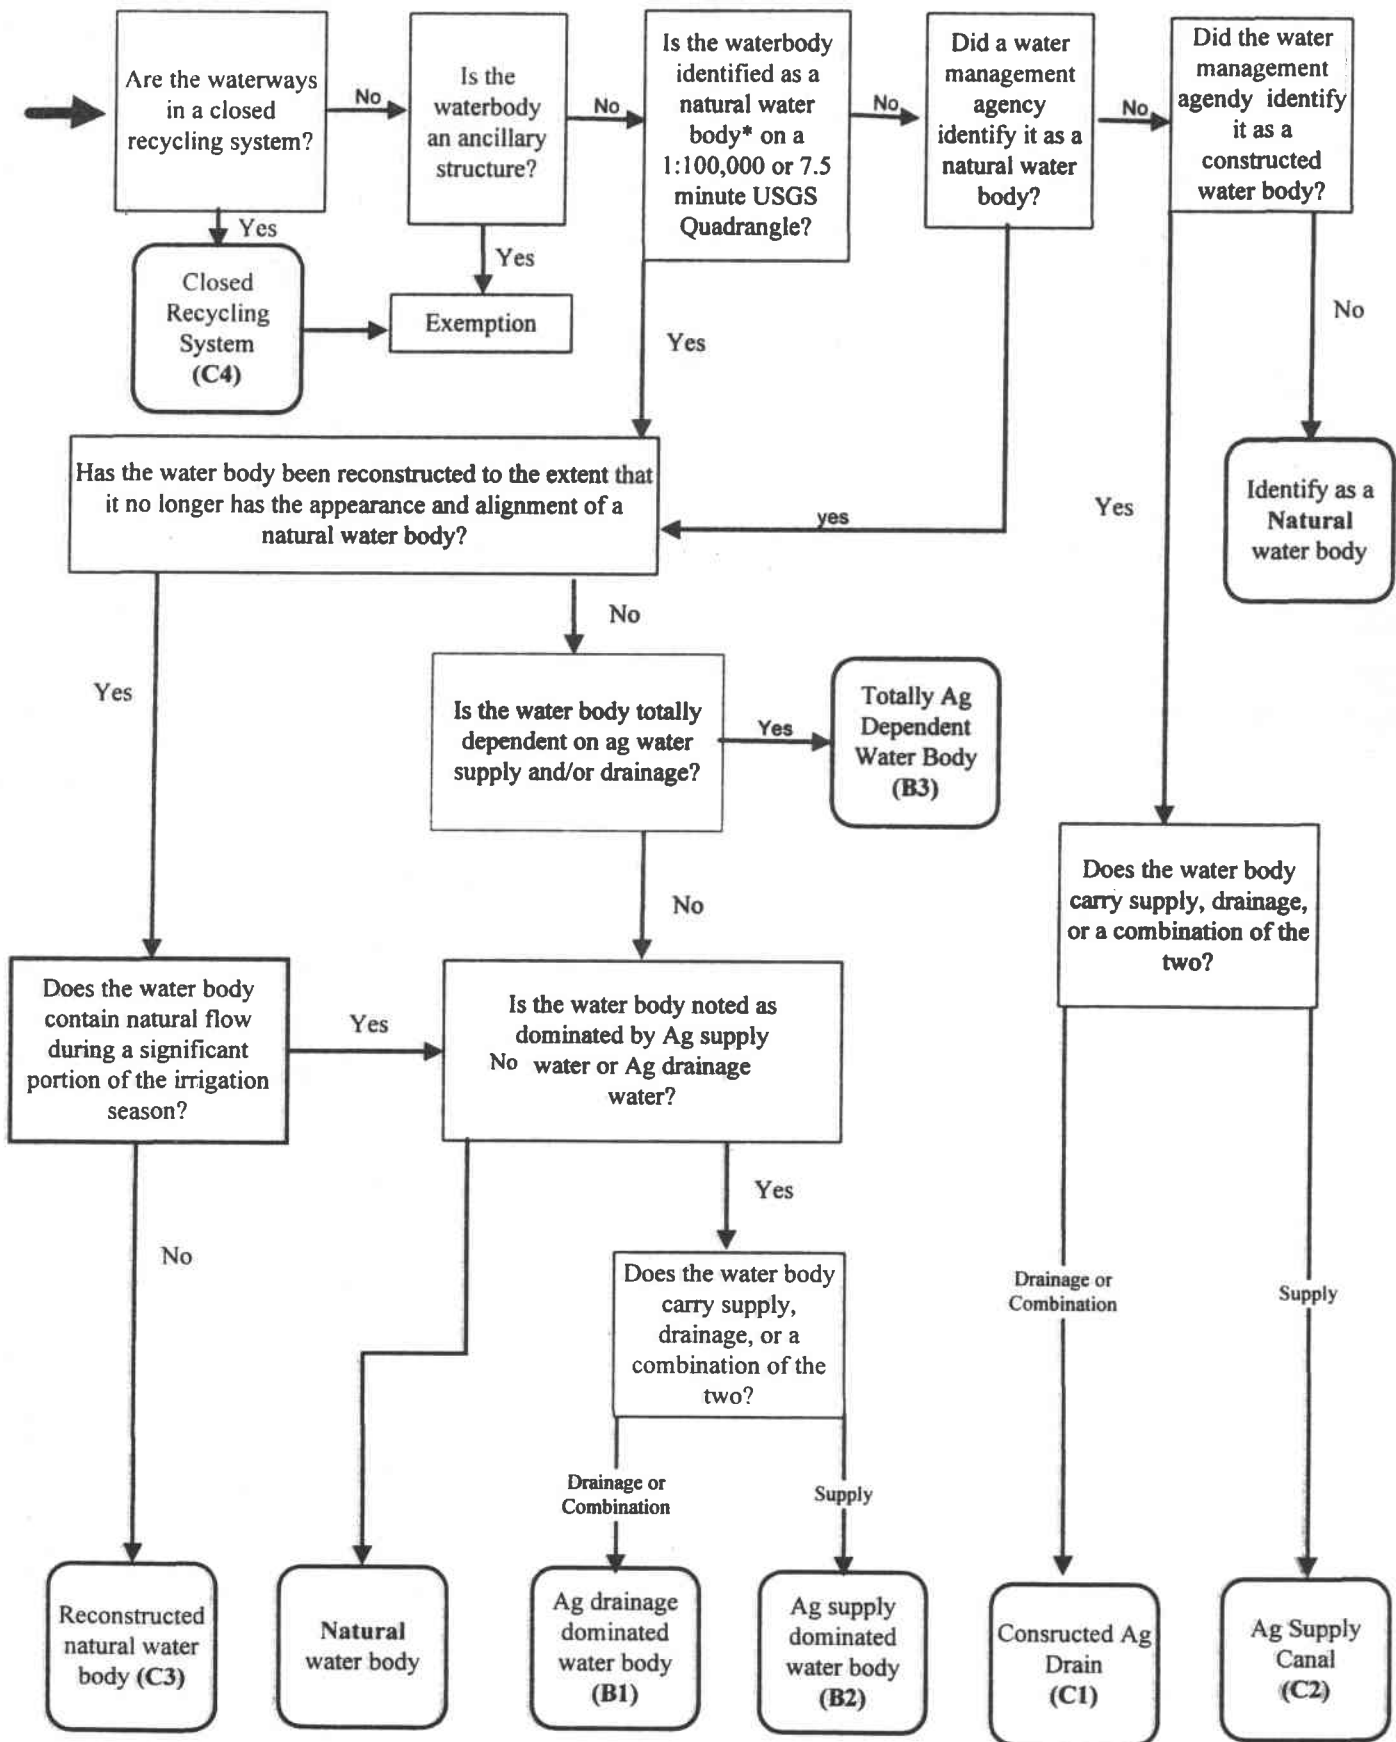 Are the waterways
in a closed
recycling system?
No
Is the
waterbody
an ancillary
structure?
No
Is the waterbody
identified as a
natural water
body* on a
1:100,000 or 7.5
minute USGS
Quadrangle?
No
Did a water
management
agency
identify it as a
natural water
body?
No
Did the water
management
agendy identify
it as a
constructed
water body?
Yes
Yes
Closed
Recycling
System
(C4)
Exemption
Yes
No
Has the water body been reconstructed to the extent that
it no longer has the appearance and alignment of a
natural water body?
yes
Yes
Identify as a
Natural
water body
No
Yes
Is the water body totally
dependent on ag water
supply and/or drainage?
Yes
Totally Ag
Dependent
Water Body
(B3)
No
Does the water body
carry supply, drainage,
or a combination of the
two?
Does the water body
contain natural flow
during a significant
portion of the irrigation
season?
Yes
Is the water body noted as
dominated by Ag supply
No water or Ag drainage
water?
No
Yes
Does the water body
carry supply,
drainage, or a
combination of the
two?
Drainage or
Combination
Supply
Drainage or
Combination
Supply
Reconstructed
natural water
body (C3)
Natural
water body
Ag drainage
dominated
water body
(B1)
Ag supply
dominated
water body
(B2)
Consructed Ag
Drain
(C1)
Ag Supply
Canal
(C2)